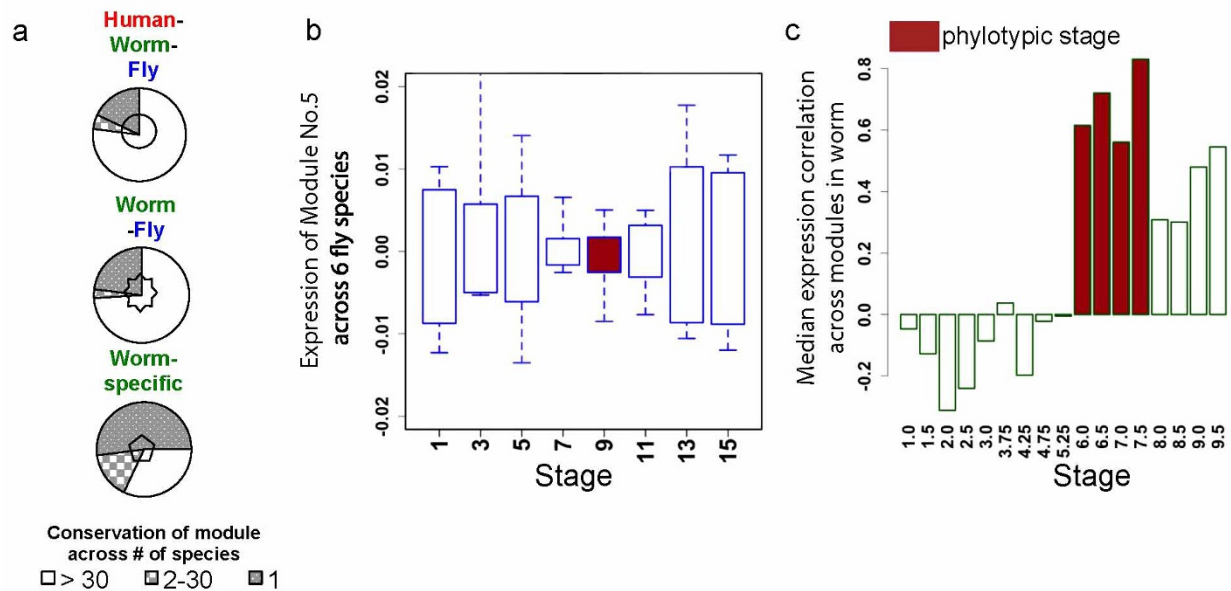 a
Human-
Worm-
Fly
Worm
-Fly
Worm-
specific
Conservation of module
across # of species
> 30 2-30 1
b
Expression of Module No.5
across 6 fly species
0.02
0.01
0.00
-0.01
-0.02
1 3 5 7 9 11 13 15
Stage
c
phylotypic stage
Median expression correlation
across modules in worm
0.8
0.6
0.4
0.2
0.0
-0.2
1.0 1.5 2.0 2.5 3.0 3.75 4.25 4.75 5.25 6.0 6.5 7.0 7.5 8.0 8.5 9.0 9.5
Stage